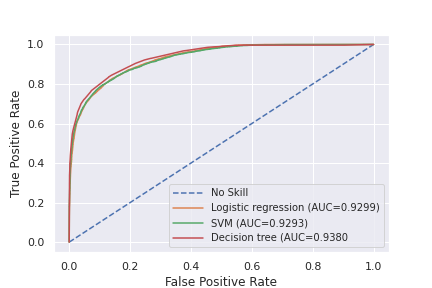 1.0
0.8
0.6
0.4
0.2
0.0
True Positive Rate
No Skill
Logistic regression (AUC=0.9299)
SVM (AUC=0.9293)
Decision tree (AUC=0.9380
0.0 0.2 0.4 0.6 0.8 1.0
False Positive Rate